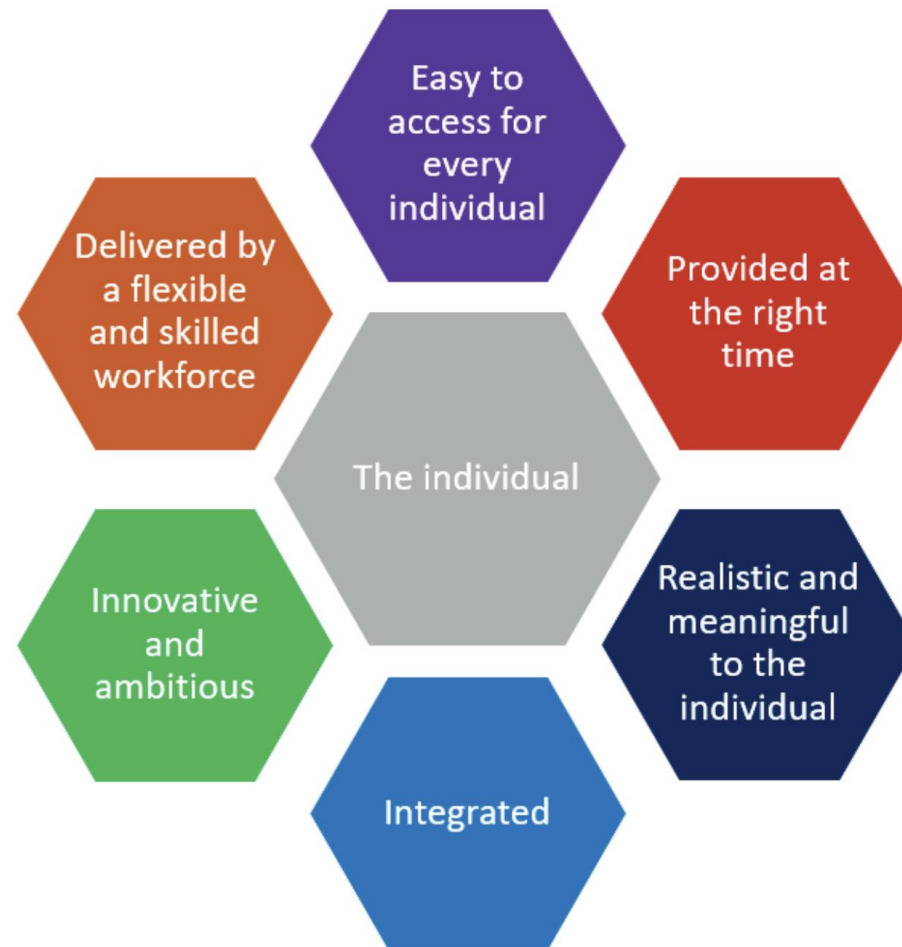 Easy to
access for
every
individual
Provided at
the right
time
Realistic and
meaningful
to the
individual
Integrated
Innovative
and
ambitious
Delivered by
a flexible
and skilled
workforce
The individual